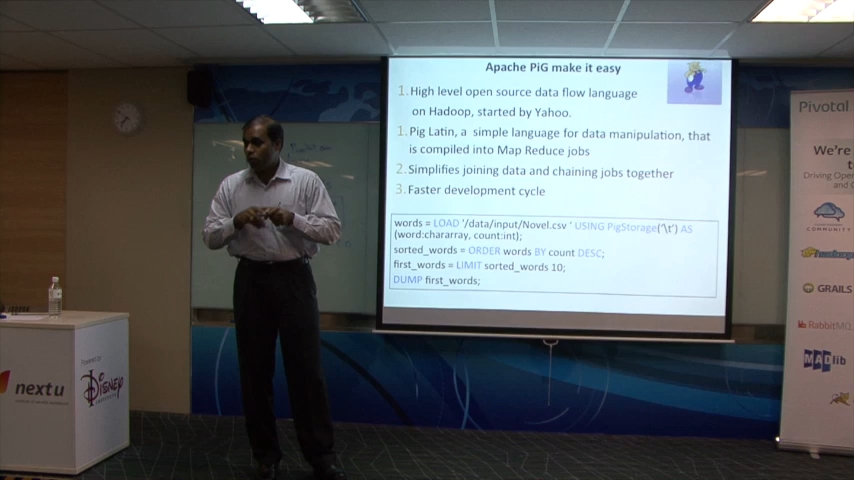 Apache PiG make it easy
1. High level open source data flow language
on Hadoop, started by Yahoo.
1. Pig Latin, a simple language for data manipulation, that
is compiled into Map Reduce jobs
2. Simplifies joining data and chaining jobs together
3. Faster development cycle
words = LOAD '/data/input/Novel.csv ' USING PigStorage('\t') AS
(word:chararray, count:int);
sorted_words = ORDER words BY count DESC;
first_words = LIMIT sorted_words 10;
DUMP first_words;
Pivotal
We're
Driving Open
COMMUNITY
GRAILS
RabbitMQ
MADlib
nextu
Powered by
Disney